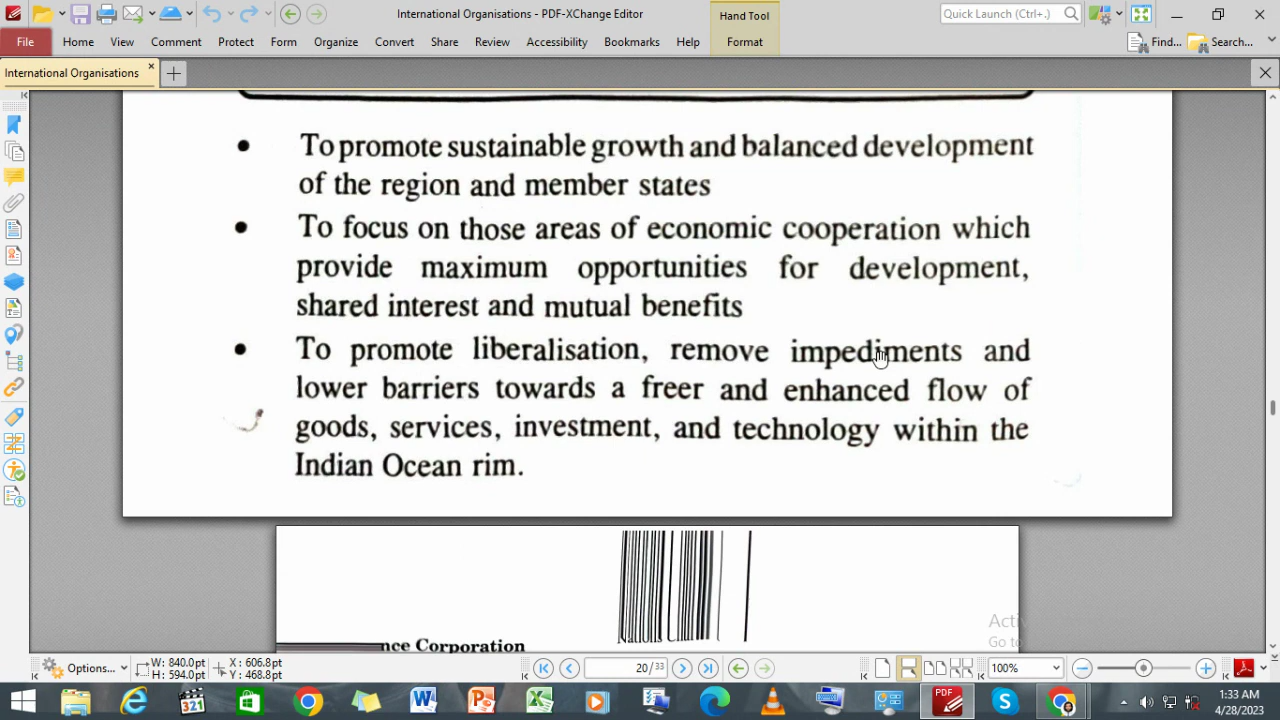 International Organisations - PDF-XChange Editor
Hand Tool
Quick Launch (Ctrl+.)
File
Home
View
Comment
Protect
Form
Organize
Convert
Share
Review
Accessibility
Bookmarks
Help
Format
Find...
Search...
International Organisations
• To promote sustainable growth and balanced development
of the region and member states
• To focus on those areas of economic cooperation which
provide maximum opportunities for development,
shared interest and mutual benefits
• To promote liberalisation, remove impediments and
lower barriers towards a freer and enhanced flow of
goods, services, investment, and technology within the
Indian Ocean rim.
nce Corporation
Go to
Options...
W: 840.0pt
H: 594.0pt
X: 606.8pt
Y: 468.8pt
20 / 33
100%
321
PDF
1:33 AM
4/28/2023